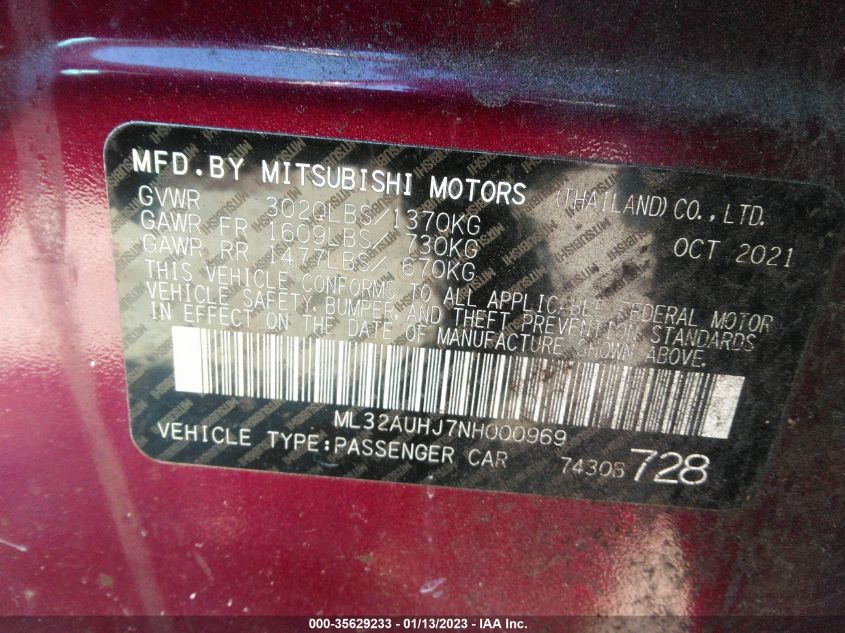 MFD.BY MITSUBISHI MOTORS (THAILAND) CO.,LTD.
GVWR 3020LBS/1370KG OCT 2021
GAWR FR 1609LBS/ 730KG
GAWR RR 1477LBS/ 670KG
THIS VEHICLE CONFORMS TO ALL APPLICABLE FEDERAL MOTOR
VEHICLE SAFETY, BUMPER, AND THEFT PREVENTION STANDARDS
IN EFFECT ON THE DATE OF MANUFACTURE SHOWN ABOVE.
ML32AUHJ7NH000969
VEHICLE TYPE:PASSENGER CAR 74306 728
000-35629233 - 01/13/2023 - IAA Inc.